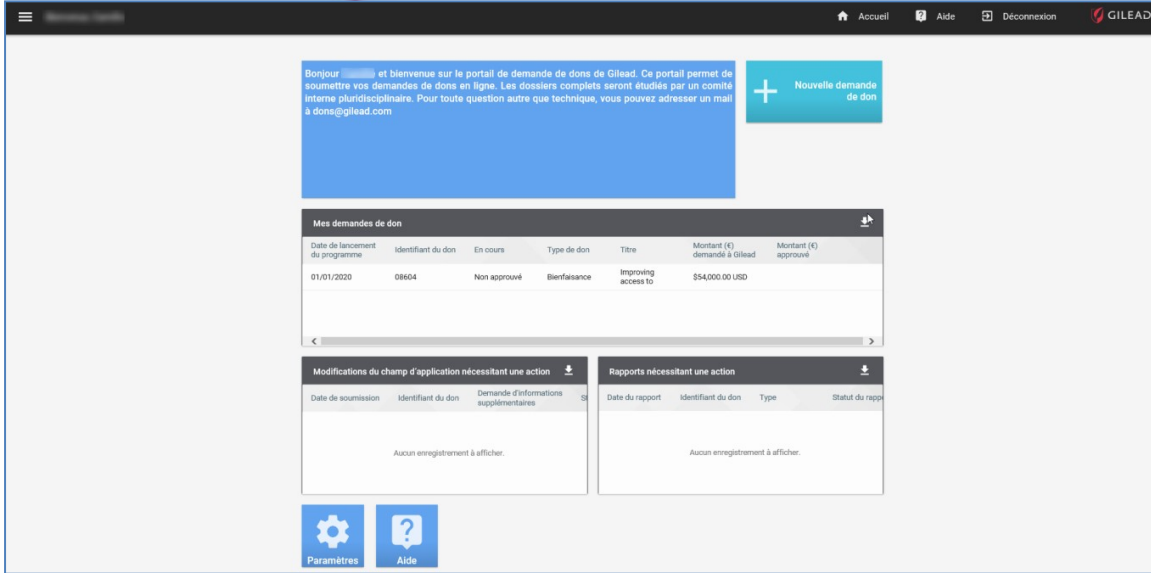 Accueil
Aide
Déconnexion
GILEAD
Bonjour et bienvenue sur le portail de demande de dons de Gilead. Ce portail permet de
soumettre vos demandes de dons en ligne. Les dossiers complets seront étudiés par un comité
interne pluridisciplinaire. Pour toute question autre que technique, vous pouvez adresser un mail
à dons@gilead.com
Nouvelle demande
de don
Mes demandes de don
Date de lancement
du programme
Identifiant du don
En cours
Type de don
Titre
Montant (€)
demandé à Gilead
Montant (€)
approuvé
01/01/2020
08604
Non approuvé
Bienfaisance
Improving
access to
$54,000.00 USD
Modifications du champ d'application nécessitant une action
Date de soumission
Identifiant du don
Demande d'informations
supplémentaires
Aucun enregistrement à afficher.
Rapports nécessitant une action
Date du rapport
Identifiant du don
Type
Statut du rapp
Aucun enregistrement à afficher.
Paramètres
Aide